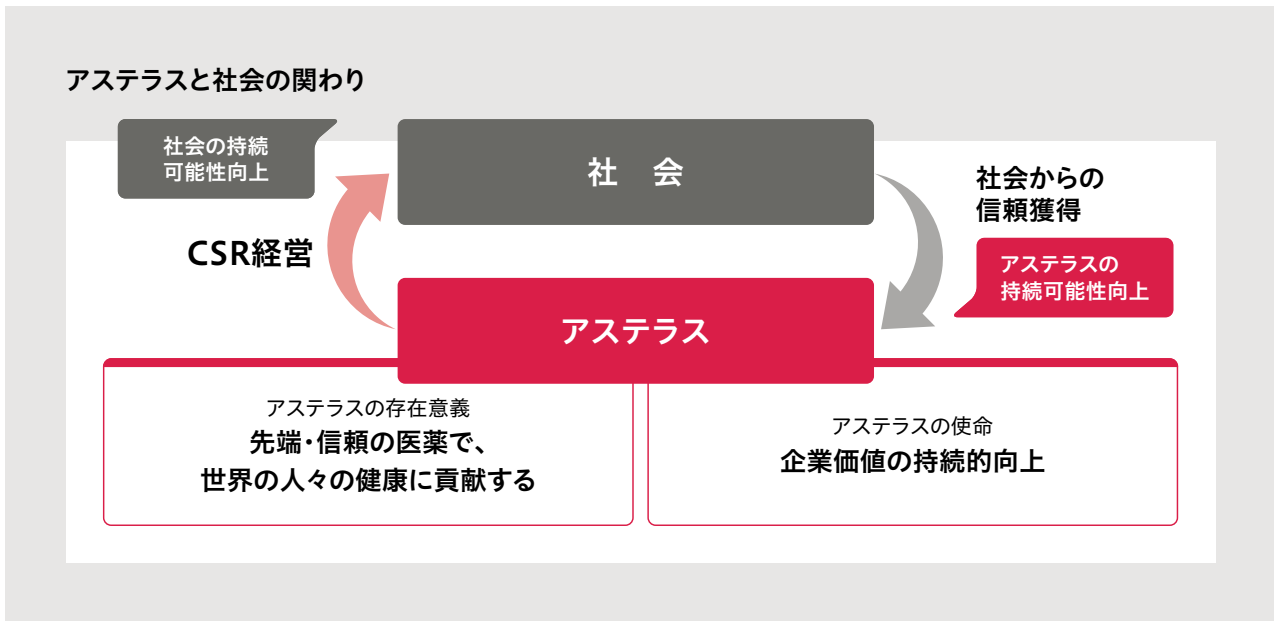 アステラスと社会の関わり
社会の持続
可能性向上
社 会
社会からの
信頼獲得
CSR経営
アステラスの
持続可能性向上
アステラス
アステラスの存在意義
先端・信頼の医薬で、
世界の人々の健康に貢献する
アステラスの使命
企業価値の持続的向上